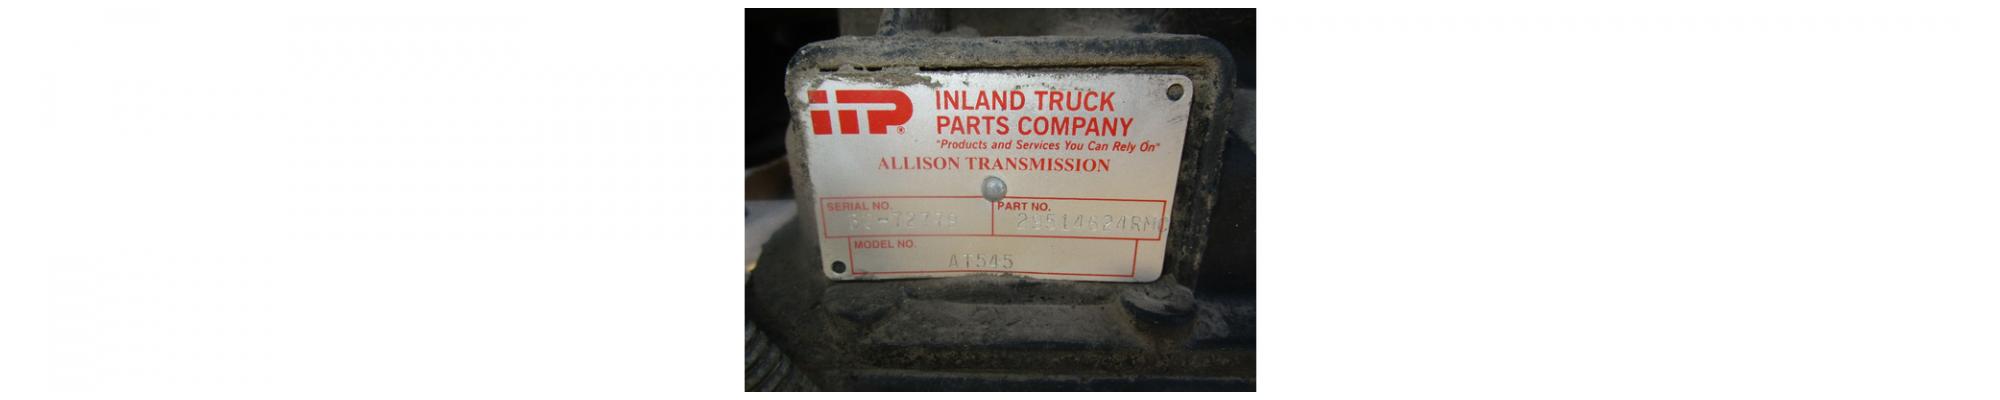 ITP®
INLAND TRUCK
PARTS COMPANY
"Products and Services You Can Rely On"
ALLISON TRANSMISSION
SERIAL NO.
PART NO.
29514624RMC
MODEL NO.
AT545